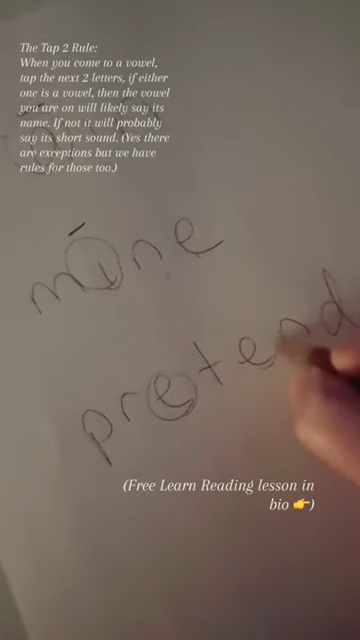 The Tap 2 Rule:
When you come to a vowel,
tap the next 2 letters, if either
one is a vowel, then the vowel
you are on will likely say its
name. If not it will probably
say its short sound. (Yes there
are exceptions but we have
rules for those too.)
mine
pretend
(Free Learn Reading lesson in
bio 👉)